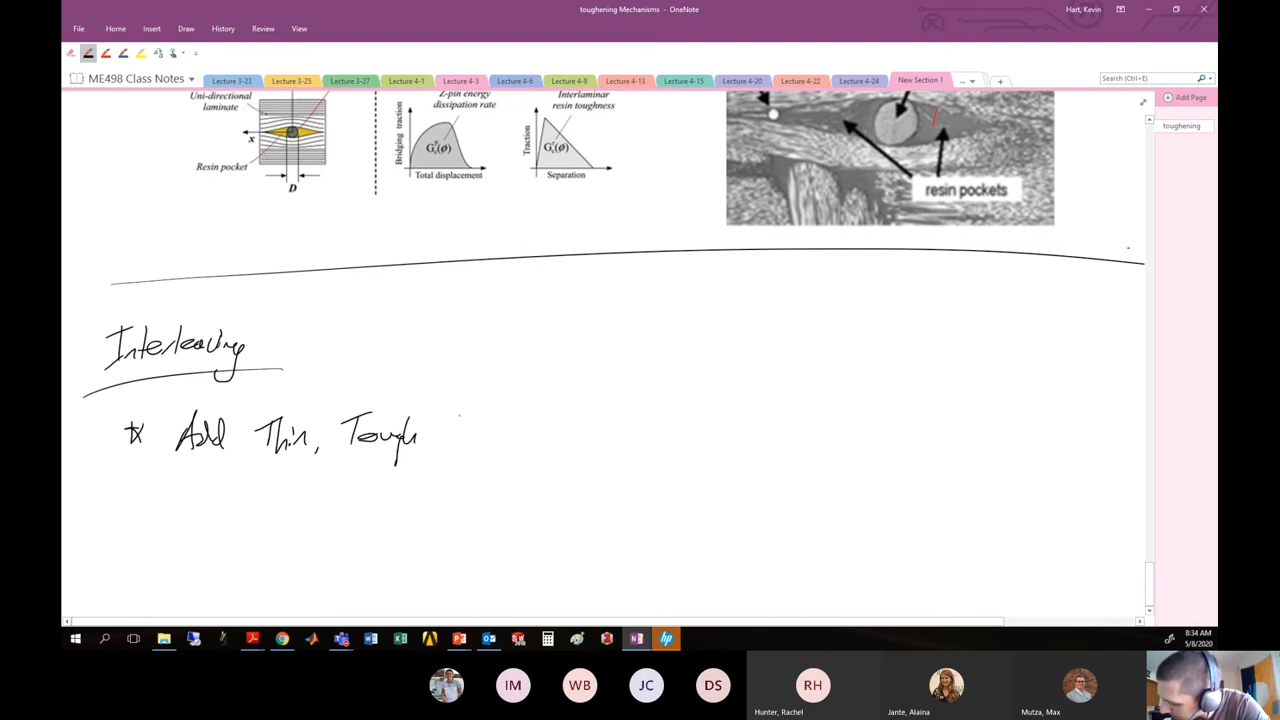 toughening Mechanisms - OneNote
Hart, Kevin
File Home Insert Draw History Review View
ME498 Class Notes
Lecture 3-23 Lecture 3-25 Lecture 3-27 Lecture 4-1 Lecture 4-3 Lecture 4-6 Lecture 4-8 Lecture 4-13 Lecture 4-15 Lecture 4-20 Lecture 4-22 Lecture 4-24 New Section 1 ...
Search (Ctrl+E)
Add Page
toughening
Uni-directional
laminate
x
Resin pocket
D
Z-pin energy
dissipation rate
Bridging traction
Total displacement
Interlaminar
resin toughness
Traction
Separation
resin pockets
Interleaving
* Add Thin, Tough
8:34 AM
5/8/2020
IM WB JC DS RH
Hunter, Rachel
Jante, Alaina
Mutza, Max